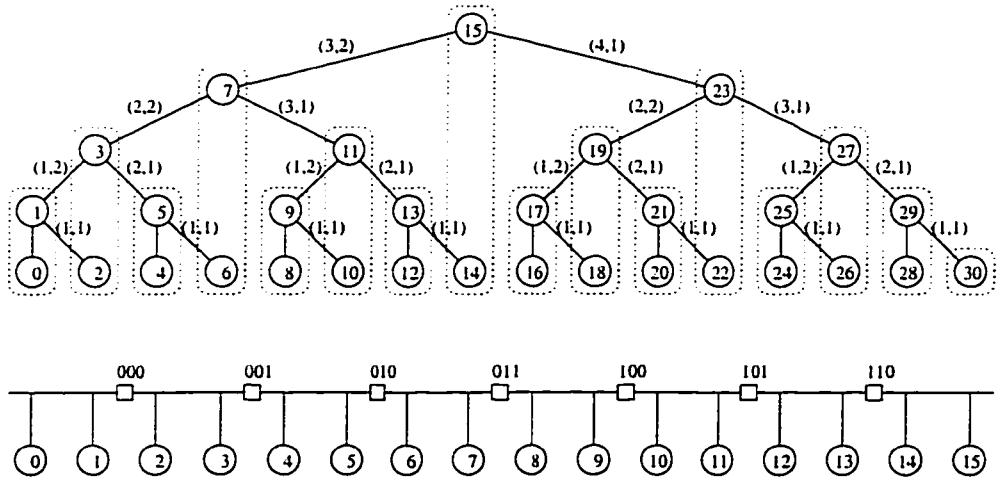 15
(3,2) (4,1)
7 23
(2,2) (3,1) (2,2) (3,1)
3 11 19 27
(1,2) (2,1) (1,2) (2,1) (1,2) (2,1) (1,2) (2,1)
1 5 9 13 17 21 25 29
(1,1) (1,1) (1,1) (1,1) (1,1) (1,1) (1,1) (1,1)
0 2 4 6 8 10 12 14 16 18 20 22 24 26 28 30
000 001 010 011 100 101 110
0 1 2 3 4 5 6 7 8 9 10 11 12 13 14 15